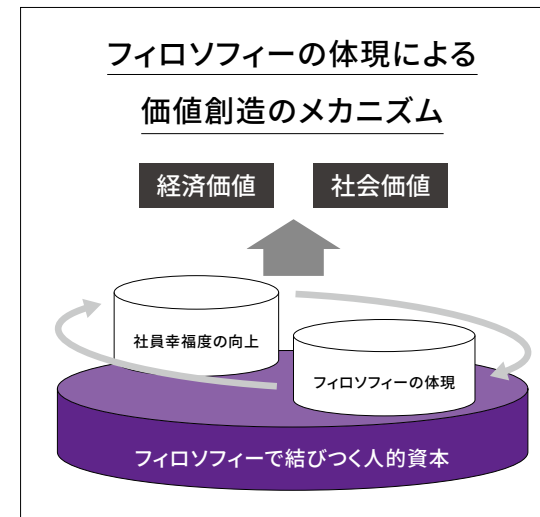 フィロソフィーの体現による
価値創造のメカニズム
経済価値
社会価値
社員幸福度の向上
フィロソフィーの体現
フィロソフィーで結びつく人的資本